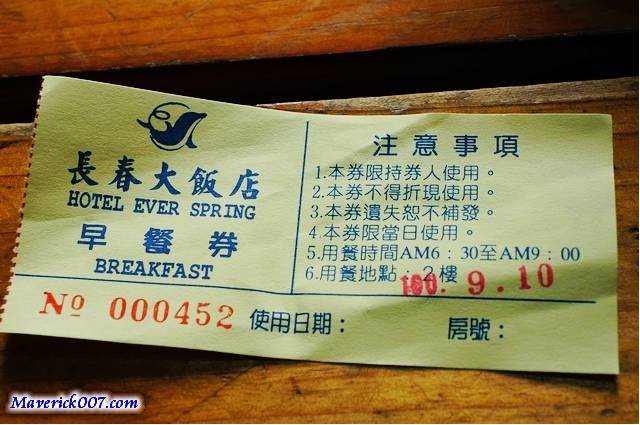 長春大飯店
HOTEL EVER SPRING
早餐券
BREAKFAST
注意事項
1.本券限持券人使用。
2.本券不得折現使用。
3.本券遺失恕不補發。
4.本券限當日使用。
5.用餐時間AM6：30至AM9：00
6.用餐地點：2樓
100. 9.10
Nº 000452 使用日期： 房號：
Maverick007.com